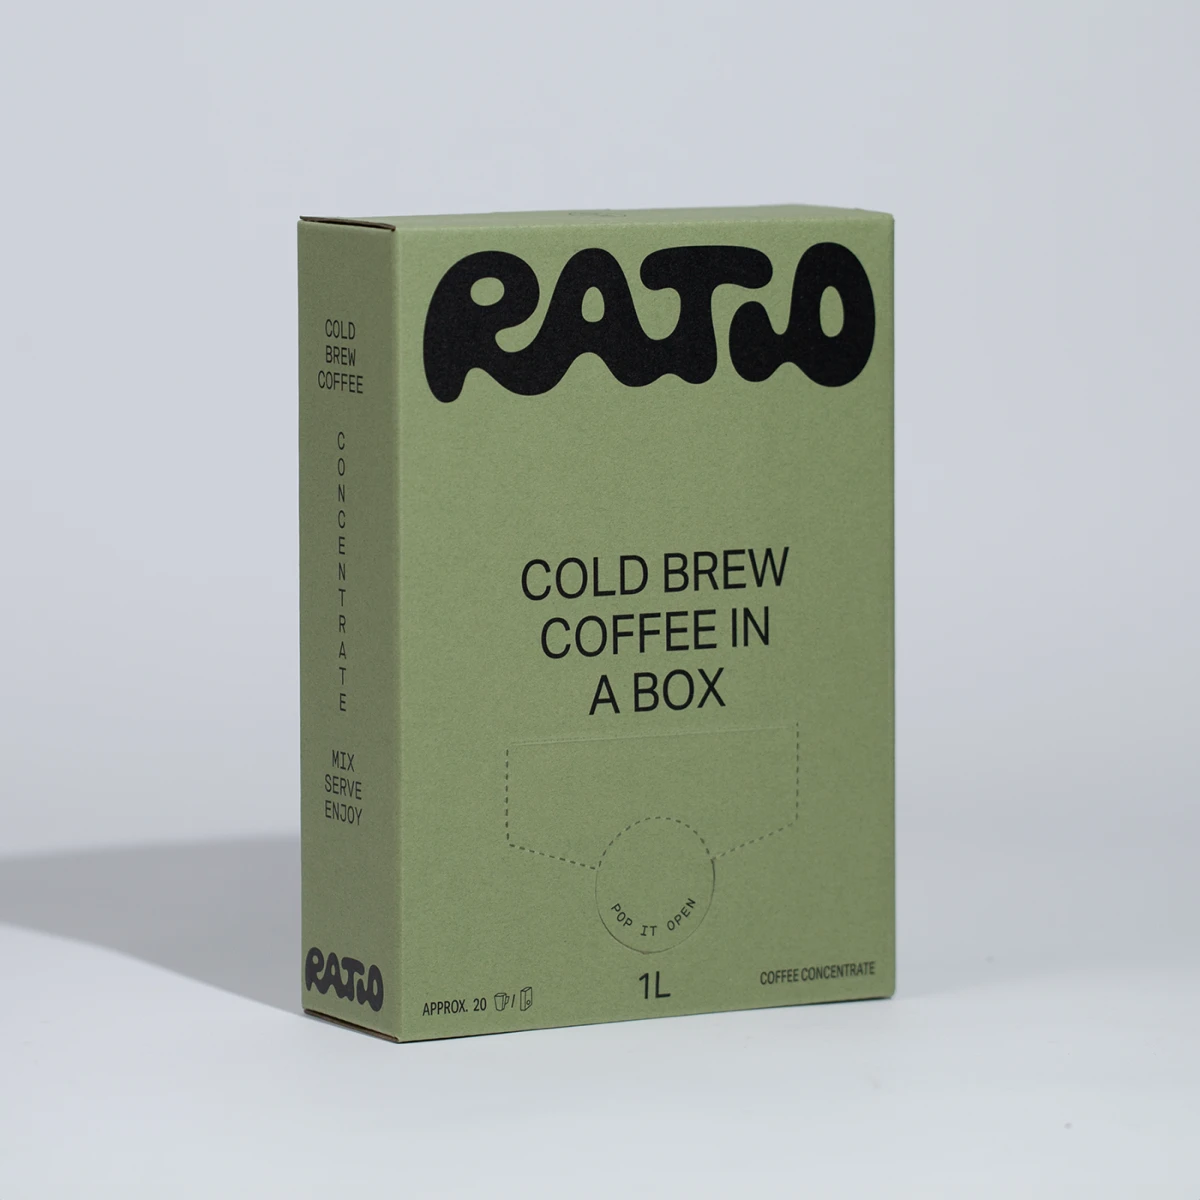 COLD
BREW
COFFEE
CONCENTRATE
MIX
SERVE
ENJOY
RATIO
RATIO
COLD BREW
COFFEE IN
A BOX
POP IT OPEN
APPROX. 20 /
1L
COFFEE CONCENTRATE